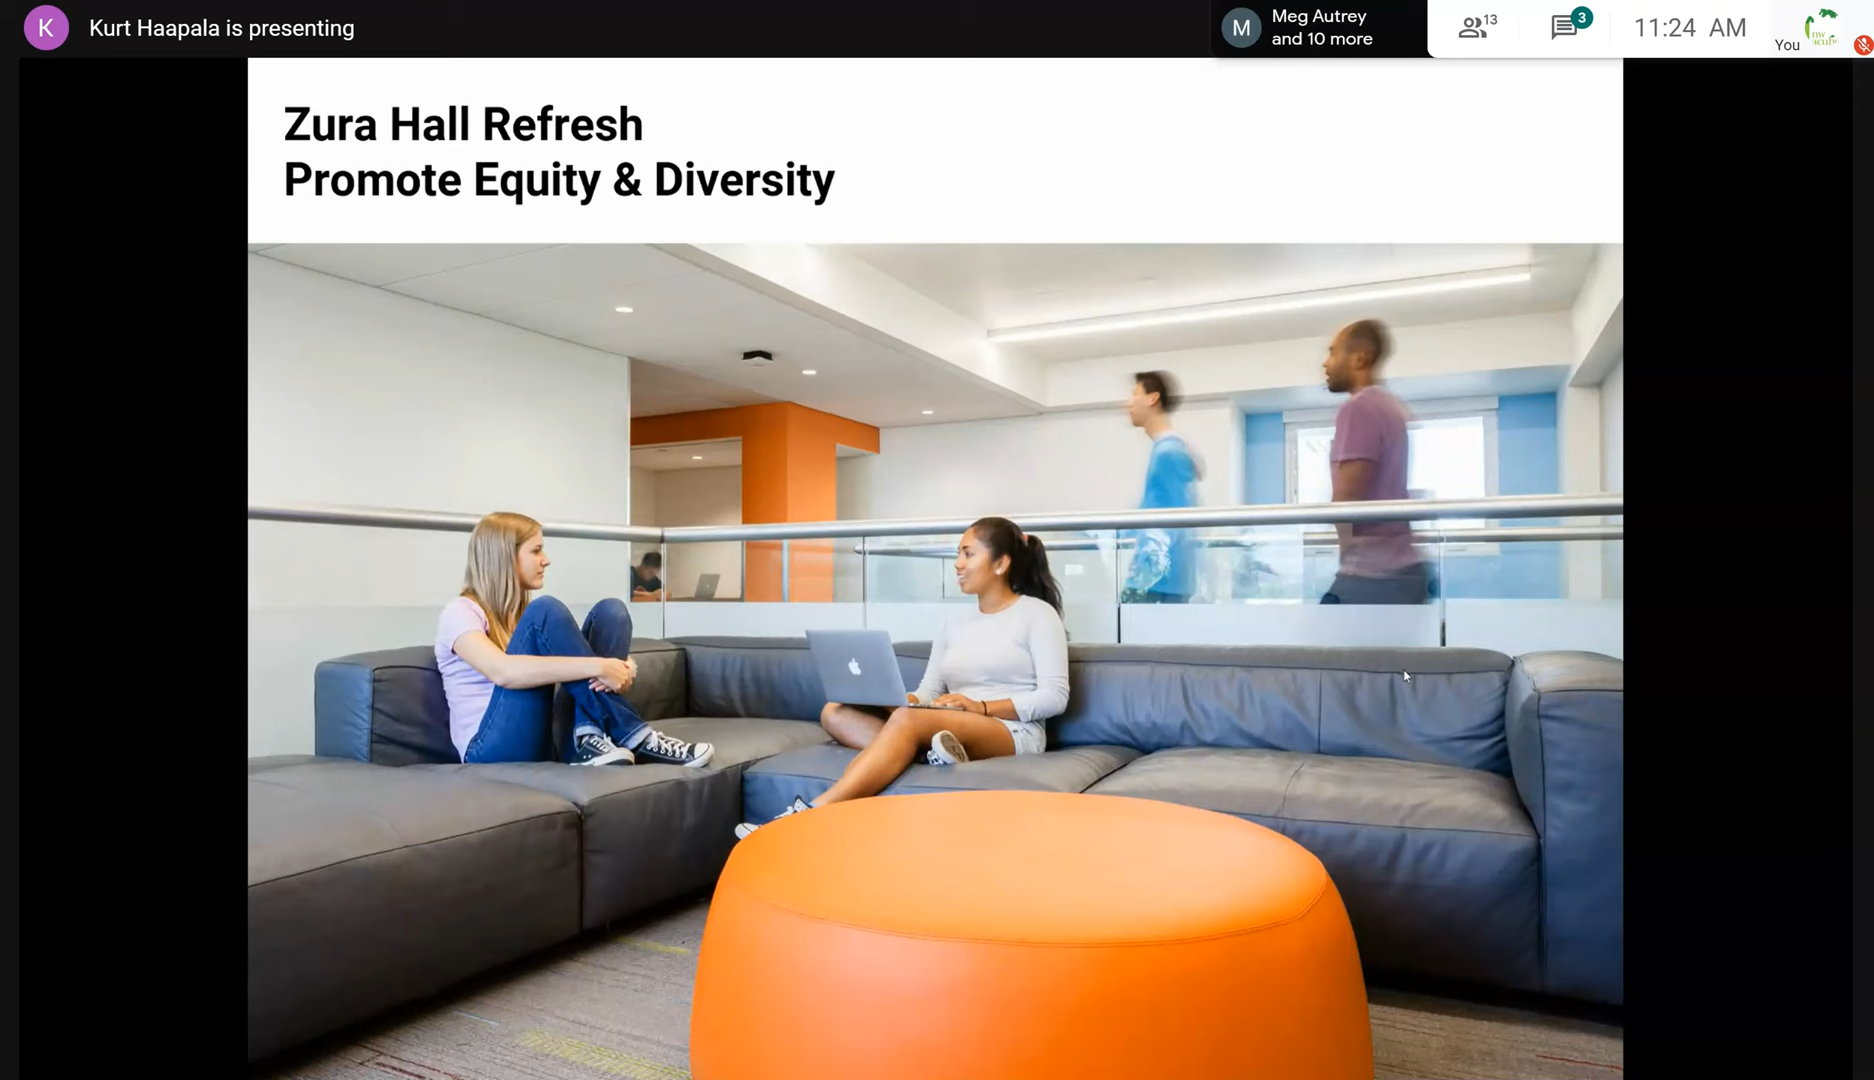 K
Kurt Haapala is presenting
M
Meg Autrey
and 10 more
13
3
11:24 AM
You
nw
Zura Hall Refresh
Promote Equity & Diversity